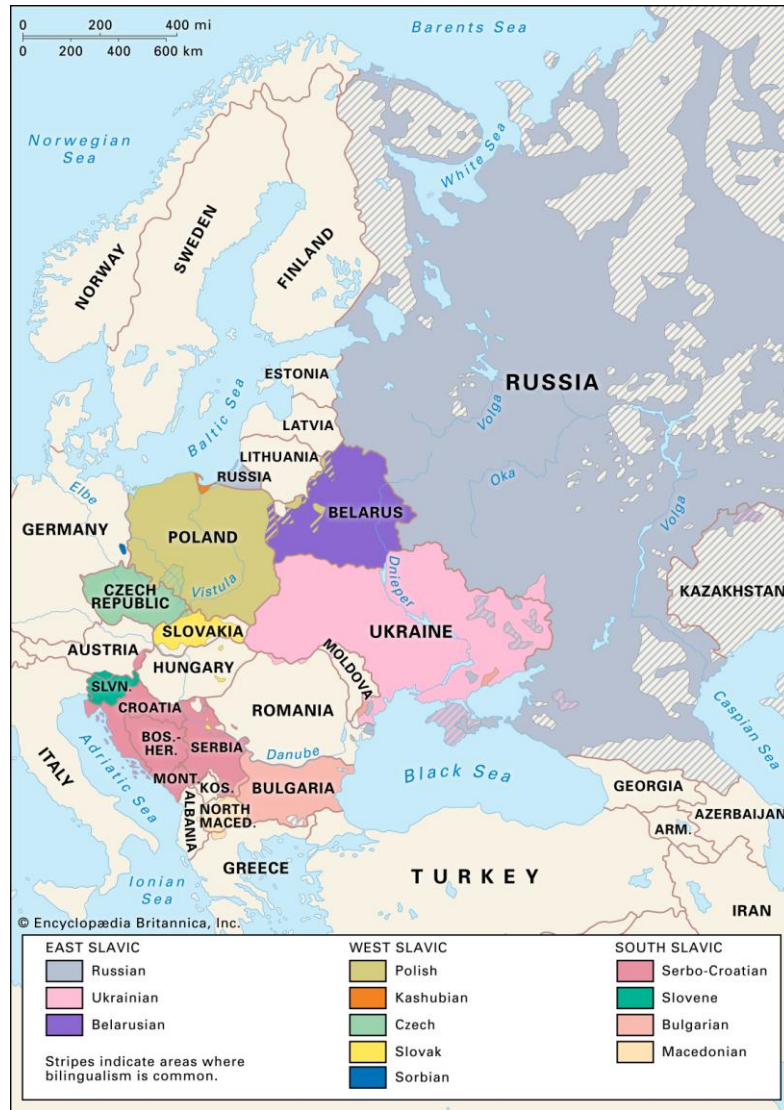 0 200 400 mi
0 200 400 600 km
Barents Sea
Norwegian
Sea
White Sea
NORWAY
SWEDEN
FINLAND
RUSSIA
ESTONIA
Baltic Sea
LATVIA
Volga
LITHUANIA
RUSSIA
Oka
Elbe
BELARUS
Volga
GERMANY
POLAND
Vistula
Dnieper
KAZAKHSTAN
CZECH
REPUBLIC
SLOVAKIA
UKRAINE
AUSTRIA
HUNGARY
MOLDOVA
SLVN.
CROATIA
ROMANIA
Caspian Sea
BOS.-
HER.
SERBIA
Danube
ITALY
Adriatic Sea
MONT.
KOS.
BULGARIA
Black Sea
ALBANIA
NORTH
MACED.
GEORGIA
AZERBAIJAN
ARM.
GREECE
TURKEY
Ionian
Sea
IRAN
© Encyclopædia Britannica, Inc.
EAST SLAVIC
Russian
Ukrainian
Belarusian
Stripes indicate areas where
bilingualism is common.
WEST SLAVIC
Polish
Kashubian
Czech
Slovak
Sorbian
SOUTH SLAVIC
Serbo-Croatian
Slovene
Bulgarian
Macedonian